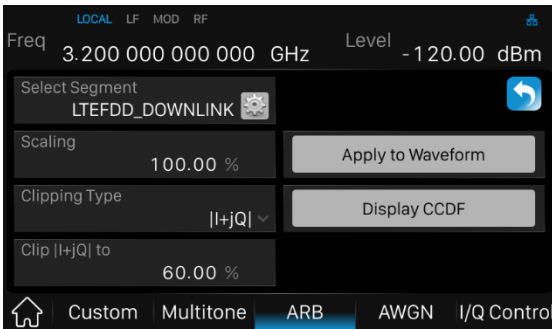 LOCAL LF MOD RF
Freq 3.200 000 000 000 GHz Level -120.00 dBm
Select Segment
LTEFDD_DOWNLINK
Scaling
100.00 %
Apply to Waveform
Clipping Type
|I+jQ|
Display CCDF
Clip |I+jQ| to
60.00 %
Custom Multitone ARB AWGN I/Q Contro